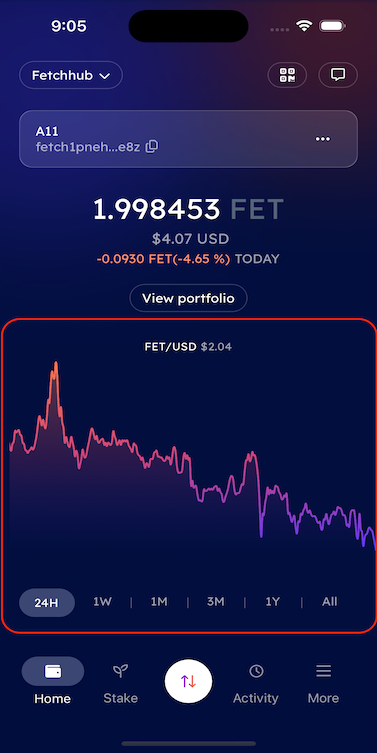 9:05
Fetchhub
A11
fetch1pneh...e8z
1.998453 FET
$4.07 USD
-0.0930 FET(-4.65 %) TODAY
View portfolio
FET/USD $2.04
24H 1W | 1M | 3M | 1Y | All
Home Stake Activity More